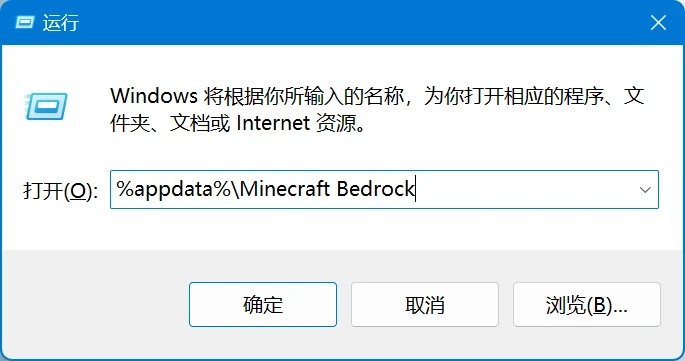 运行
Windows 将根据你所输入的名称，为你打开相应的程序、文
件夹、文档或 Internet 资源。
打开(O): %appdata%\Minecraft Bedrock
确定 取消 浏览(B)...